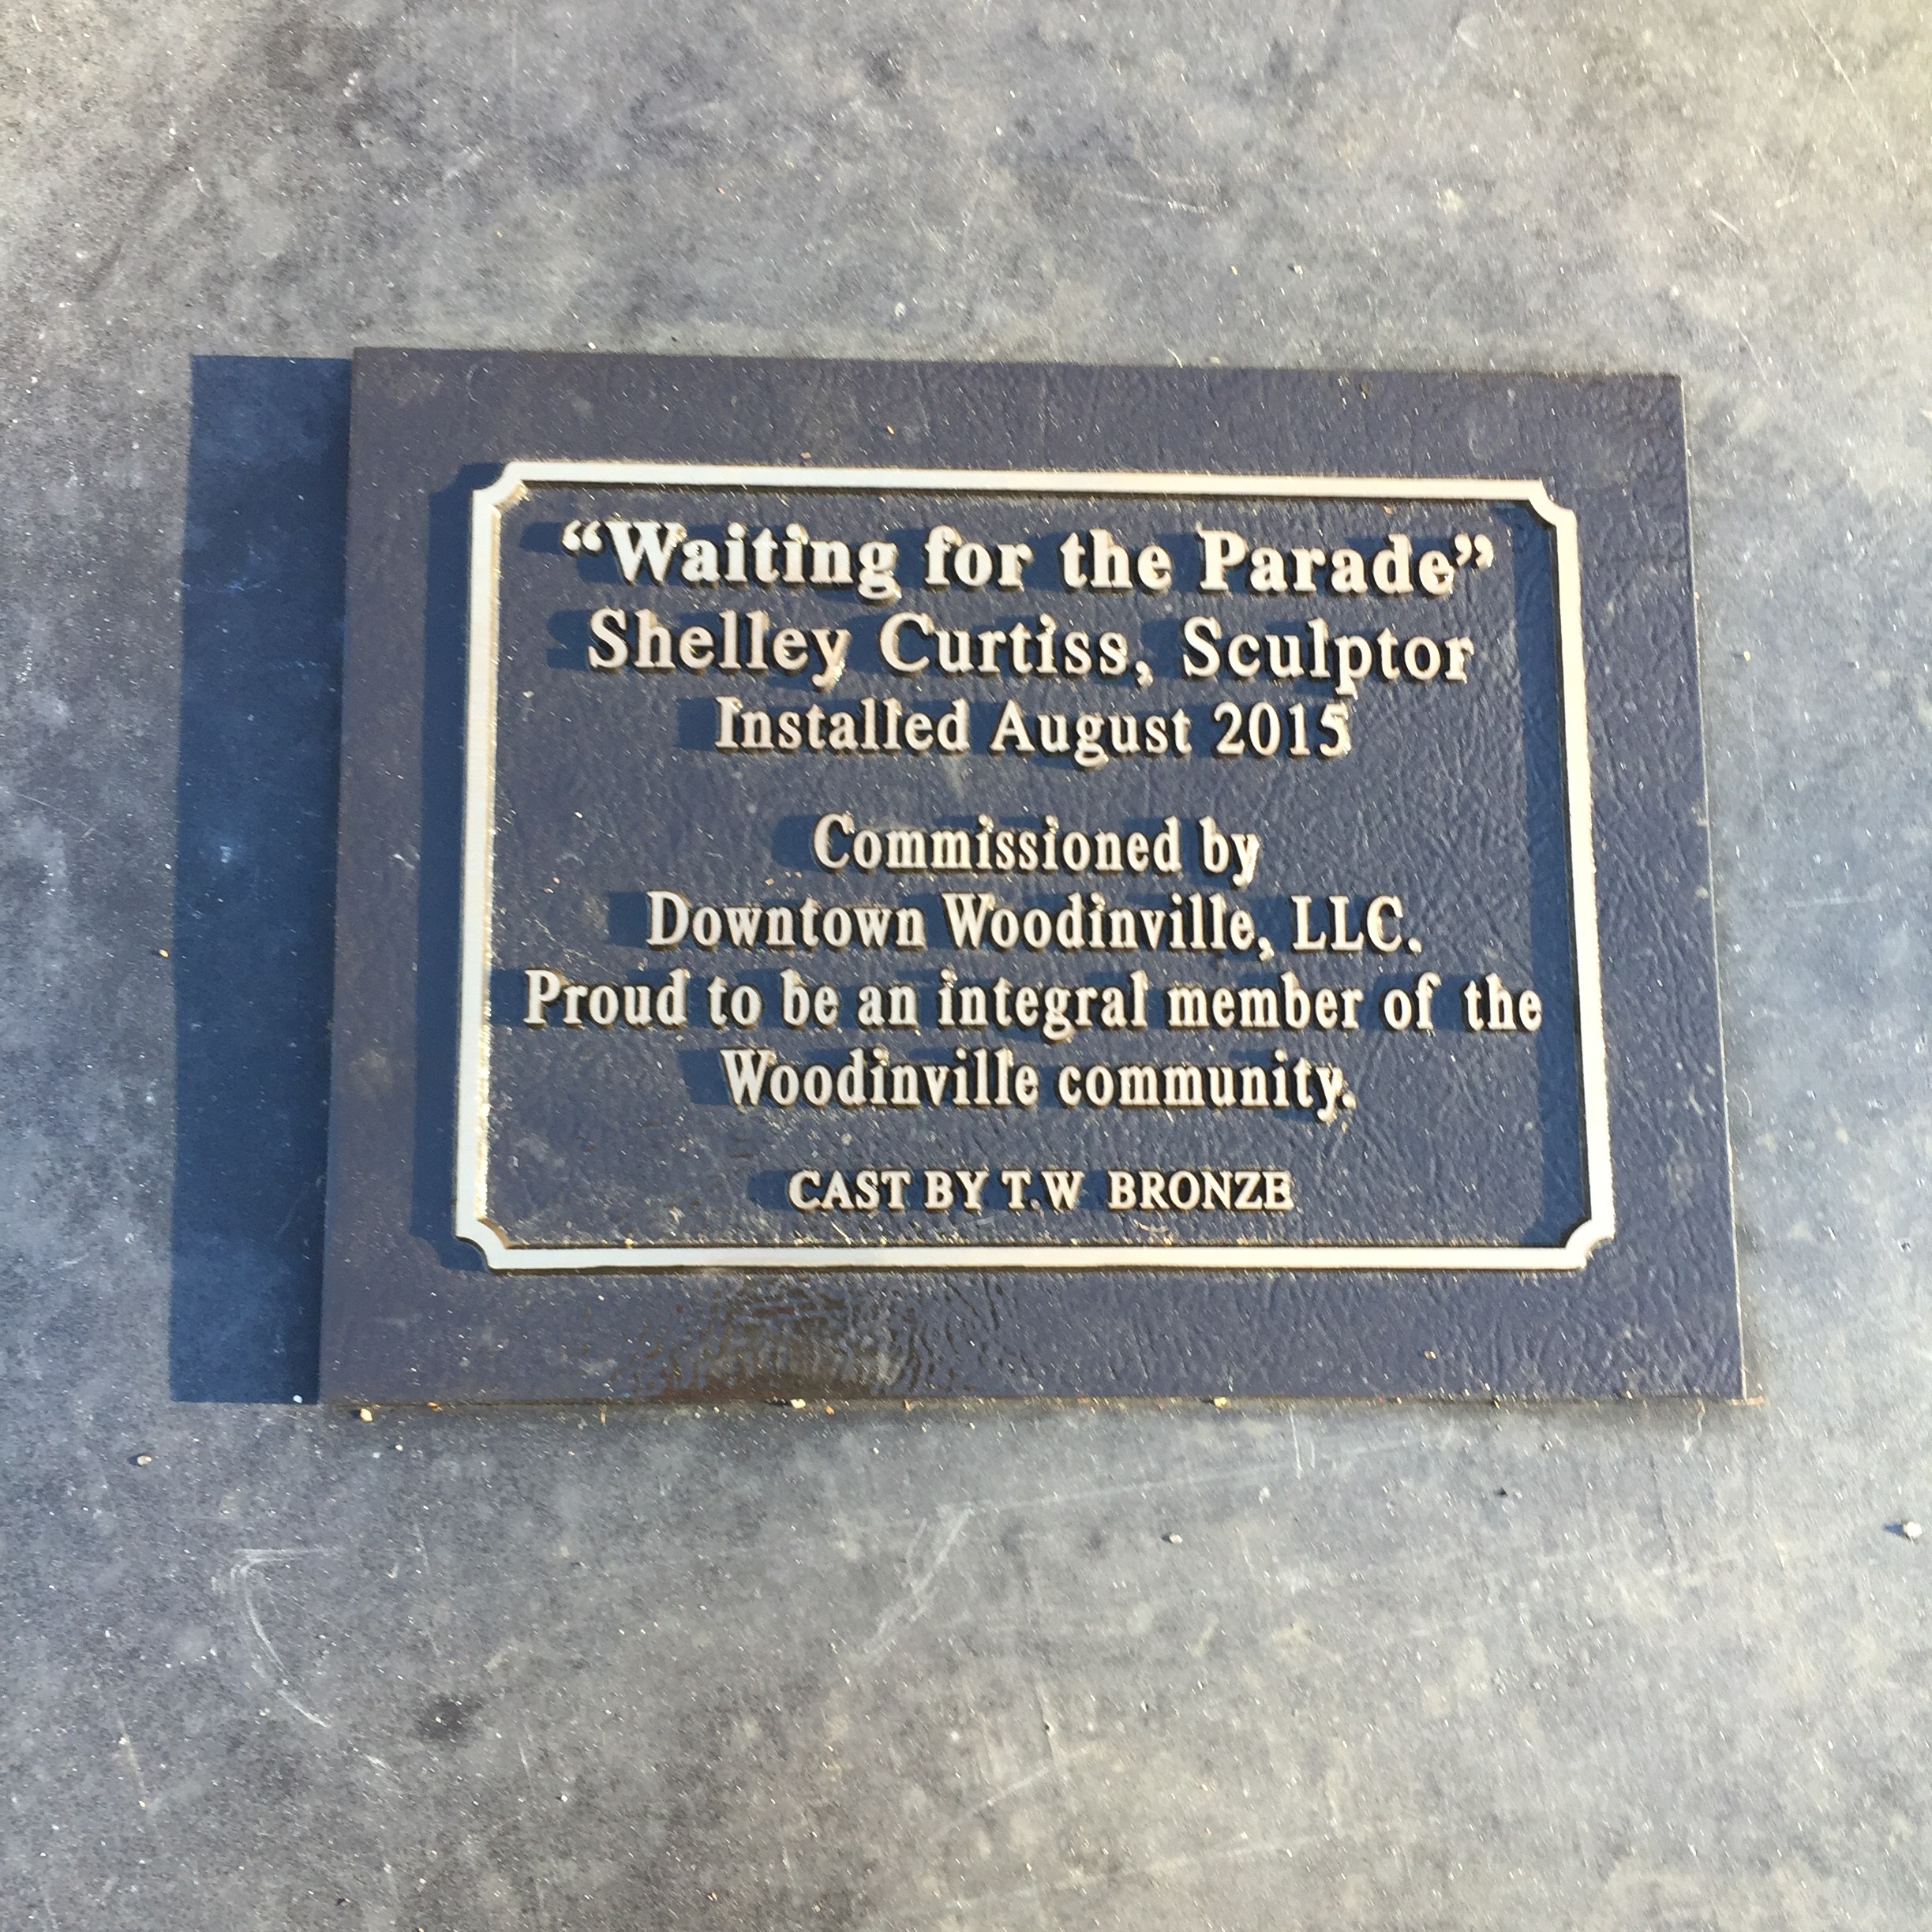 “Waiting for the Parade”
Shelley Curtiss, Sculptor
Installed August 2015
Commissioned by
Downtown Woodinville, LLC.
Proud to be an integral member of the
Woodinville community.
CAST BY T.W BRONZE